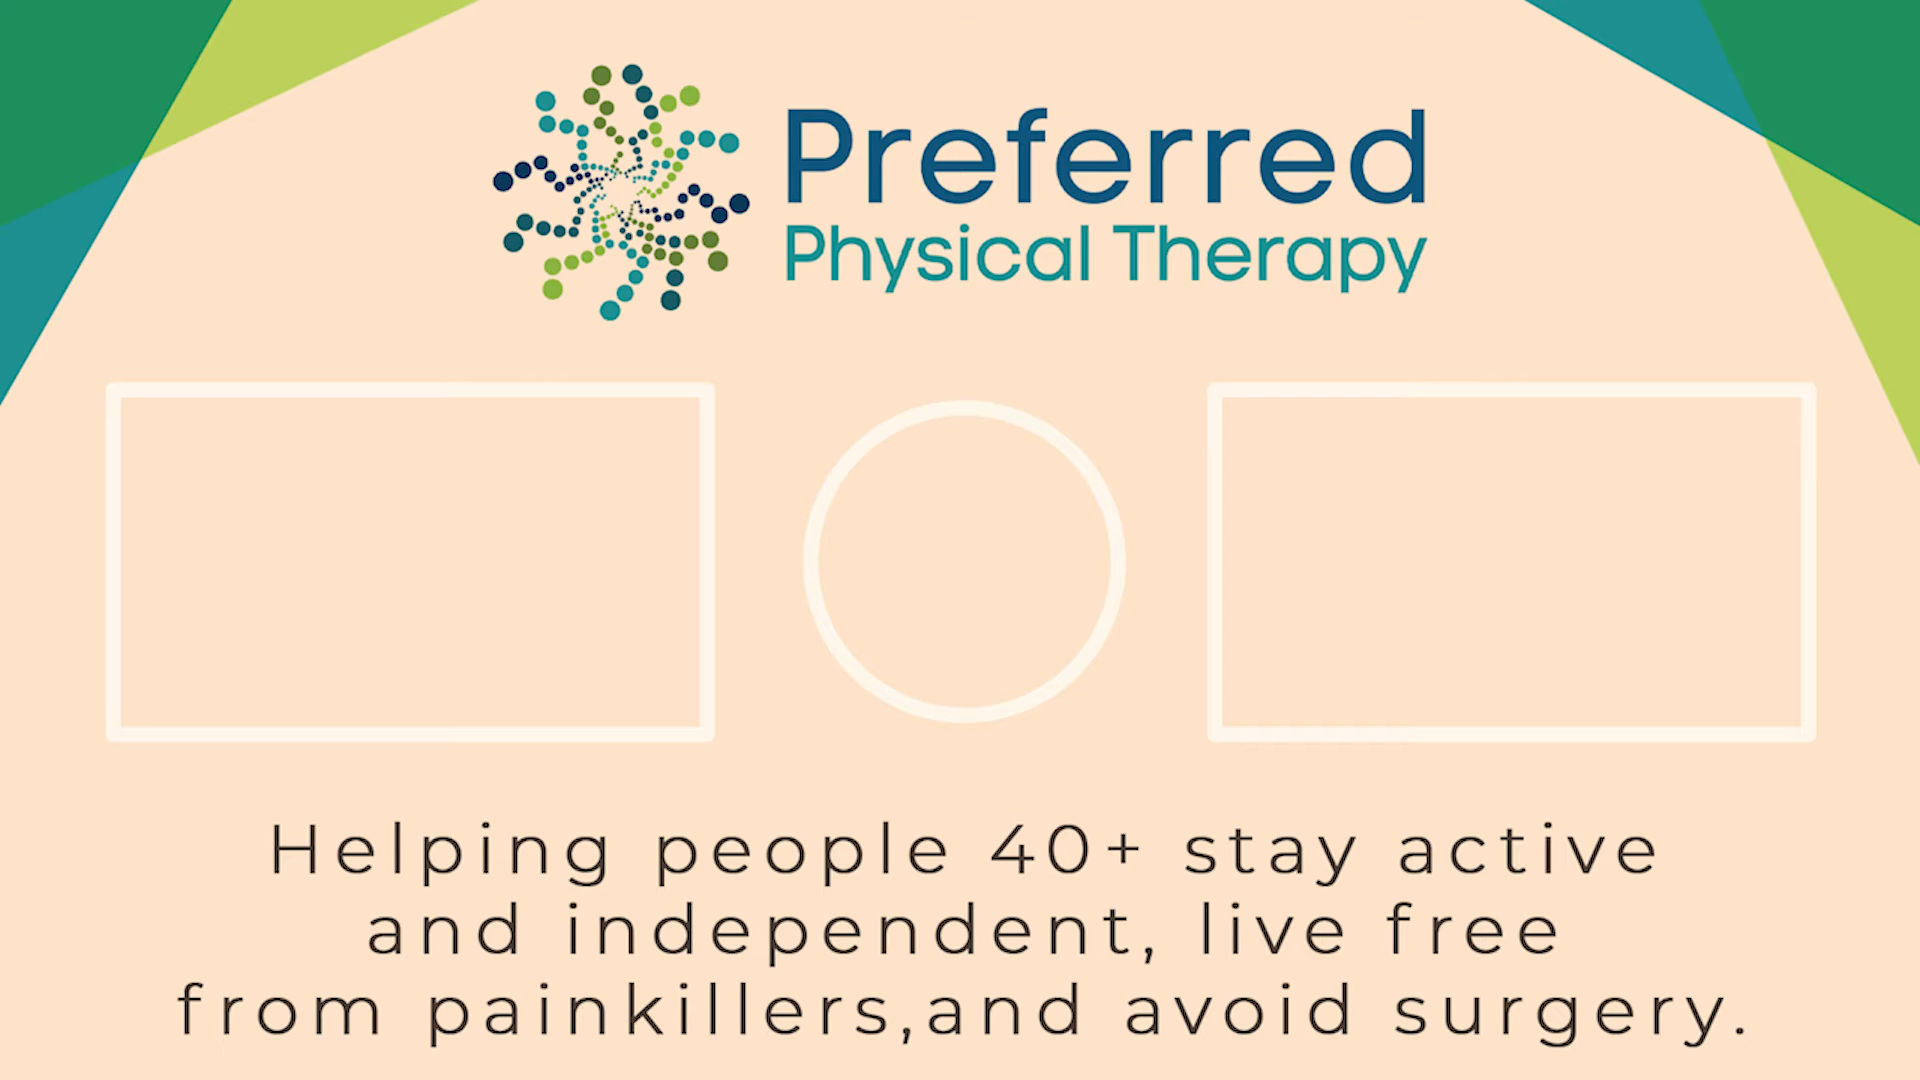 Preferred
Physical Therapy
Helping people 40+ stay active
and independent, live free
from painkillers,and avoid surgery.